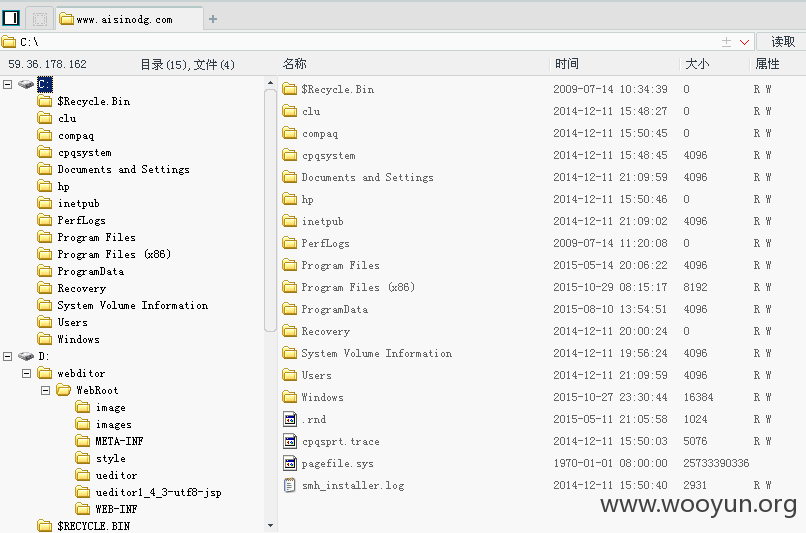 www.aisinodg.com
C:\
读取
59.36.178.162 目录(15),文件(4)
名称 时间 大小 属性
C:
$Recycle.Bin
clu
compaq
cpqsystem
Documents and Settings
hp
inetpub
PerfLogs
Program Files
Program Files (x86)
ProgramData
Recovery
System Volume Information
Users
Windows
D:
webditor
WebRoot
image
images
META-INF
style
ueditor
ueditor1_4_3-utf8-jsp
WEB-INF
$RECYCLE.BIN
$Recycle.Bin 2009-07-14 10:34:39 0 R W
clu 2014-12-11 15:48:27 0 R W
compaq 2014-12-11 15:50:45 0 R W
cpqsystem 2014-12-11 15:48:45 4096 R W
Documents and Settings 2014-12-11 21:09:59 4096 R W
hp 2014-12-11 15:50:46 0 R W
inetpub 2014-12-11 21:09:02 4096 R W
PerfLogs 2009-07-14 11:20:08 0 R W
Program Files 2015-05-14 20:06:22 4096 R W
Program Files (x86) 2015-10-29 08:15:17 8192 R W
ProgramData 2015-08-10 13:54:51 4096 R W
Recovery 2014-12-11 20:00:24 0 R W
System Volume Information 2014-12-11 19:56:24 4096 R W
Users 2014-12-11 21:09:59 4096 R W
Windows 2015-10-27 23:30:44 16384 R W
.rnd 2015-05-11 21:05:58 1024 R W
cpqsprt.trace 2014-12-11 15:50:03 5076 R W
pagefile.sys 1970-01-01 08:00:00 25733390336
smh_installer.log 2014-12-11 15:50:40 2931 R W
www.wooyun.org